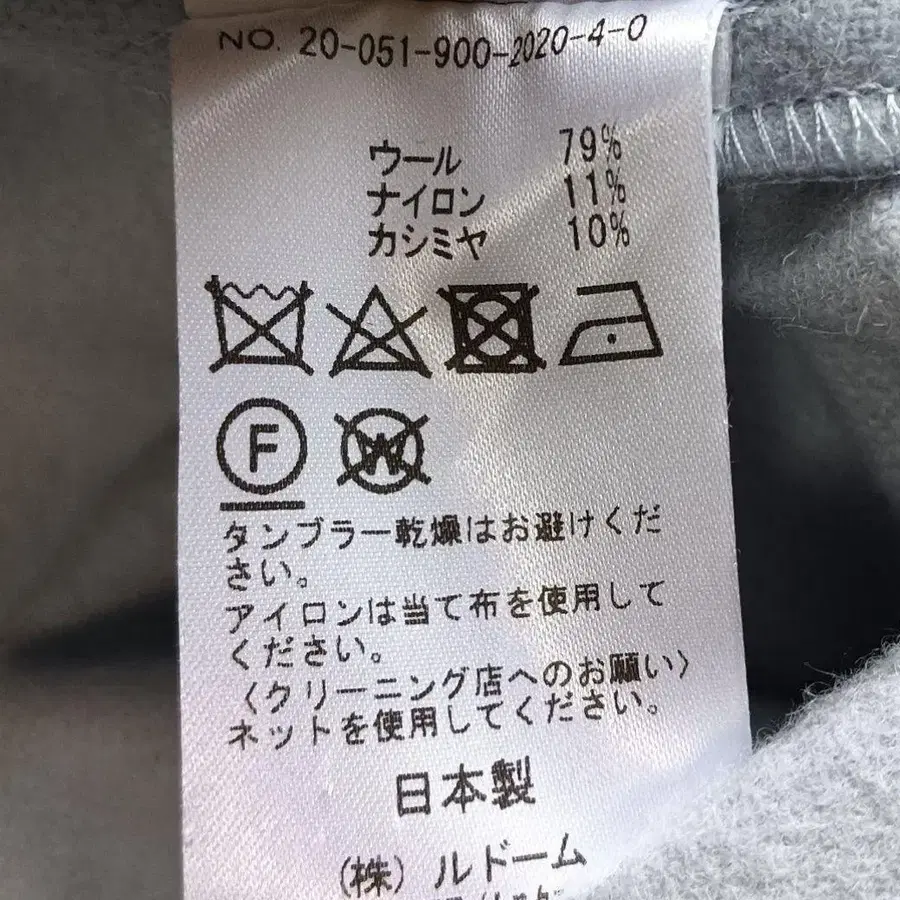 NO. 20-051-900-2020-4-0
ウール 79%
ナイロン 11%
カシミヤ 10%
F
W
タンブラー乾燥はお避けくだ
さい。
アイロンは当て布を使用して
ください。
〈クリーニング店へのお願い〉
ネットを使用してください。
日本製
(株) ルドーム